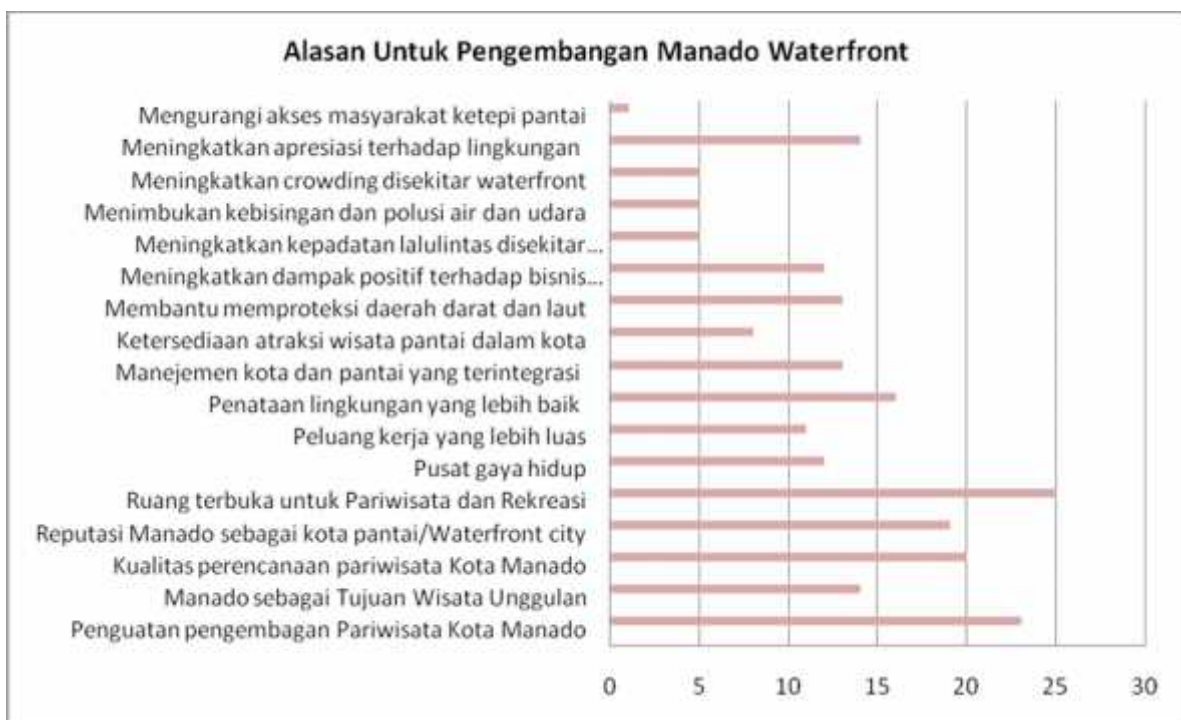 Alasan Untuk Pengembangan Manado Waterfront
Mengurangi akses masyarakat ketepi pantai
Meningkatkan apresiasi terhadap lingkungan
Meningkatkan crowding disekitar waterfront
Menimbukan kebisingan dan polusi air dan udara
Meningkatkan kepadatan lalulintas disekitar...
Meningkatkan dampak positif terhadap bisnis...
Membantu memproteksi daerah darat dan laut
Ketersediaan atraksi wisata pantai dalam kota
Manejemen kota dan pantai yang terintegrasi
Penataan lingkungan yang lebih baik
Peluang kerja yang lebih luas
Pusat gaya hidup
Ruang terbuka untuk Pariwisata dan Rekreasi
Reputasi Manado sebagai kota pantai/Waterfront city
Kualitas perencanaan pariwisata Kota Manado
Manado sebagai Tujuan Wisata Unggulan
Penguatan pengembagan Pariwisata Kota Manado
0 5 10 15 20 25 30